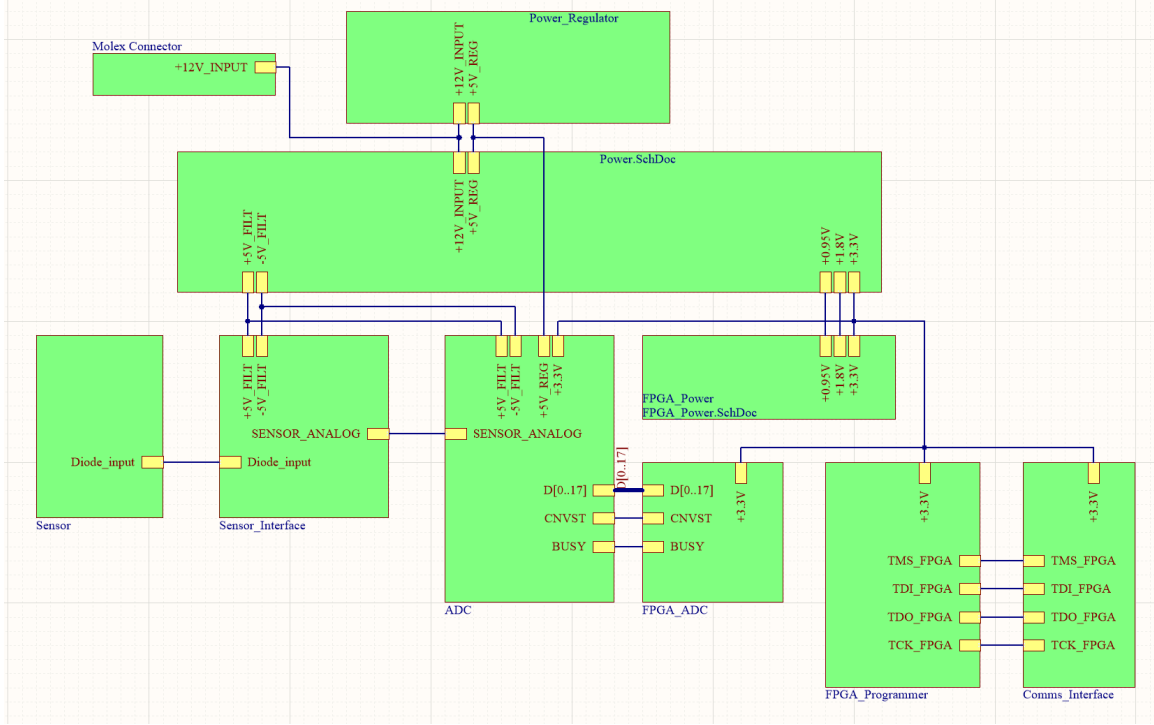 Power_Regulator
+12V_INPUT
+5V_REG
Molex Connector
+12V_INPUT
Power.SchDoc
+12V_INPUT
+5V_REG
+5V_FILT
-5V_FILT
+0.95V
+1.8V
+3.3V
Sensor
Diode_input
+5V_FILT
-5V_FILT
SENSOR_ANALOG
Diode_input
Sensor_Interface
+5V_FILT
-5V_FILT
+5V_REG
+3.3V
SENSOR_ANALOG
D[0..17]
CNVST
BUSY
ADC
D[0..17]
+0.95V
+1.8V
+3.3V
FPGA_Power
FPGA_Power.SchDoc
+3.3V
D[0..17]
CNVST
BUSY
FPGA_ADC
+3.3V
TMS_FPGA
TDI_FPGA
TDO_FPGA
TCK_FPGA
FPGA_Programmer
+3.3V
TMS_FPGA
TDI_FPGA
TDO_FPGA
TCK_FPGA
Comms_Interface